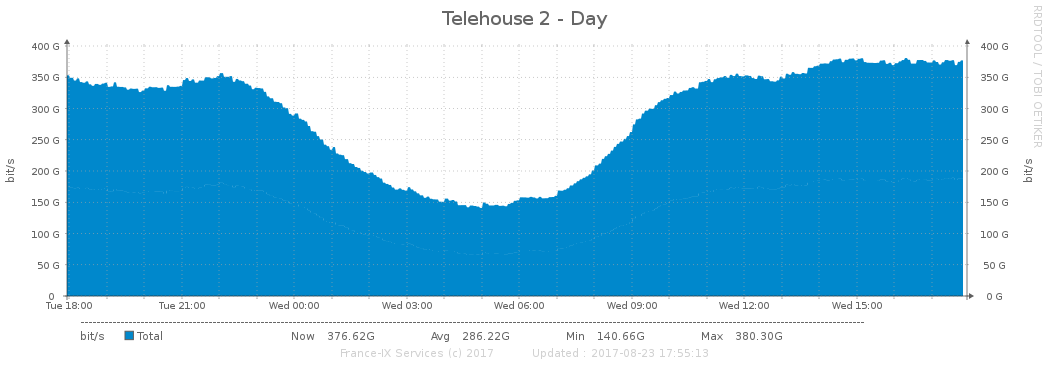 Telehouse 2 - Day
RRDTOOL / TOBI OETIKER
bit/s
400 G
350 G
300 G
250 G
200 G
150 G
100 G
50 G
0
400 G
350 G
300 G
250 G
200 G
150 G
100 G
50 G
0 G
bit/s
Tue 18:00 Tue 21:00 Wed 00:00 Wed 03:00 Wed 06:00 Wed 09:00 Wed 12:00 Wed 15:00
bit/s Total Now 376.62G Avg 286.22G Min 140.66G Max 380.30G
France-IX Services (c) 2017 Updated : 2017-08-23 17:55:13